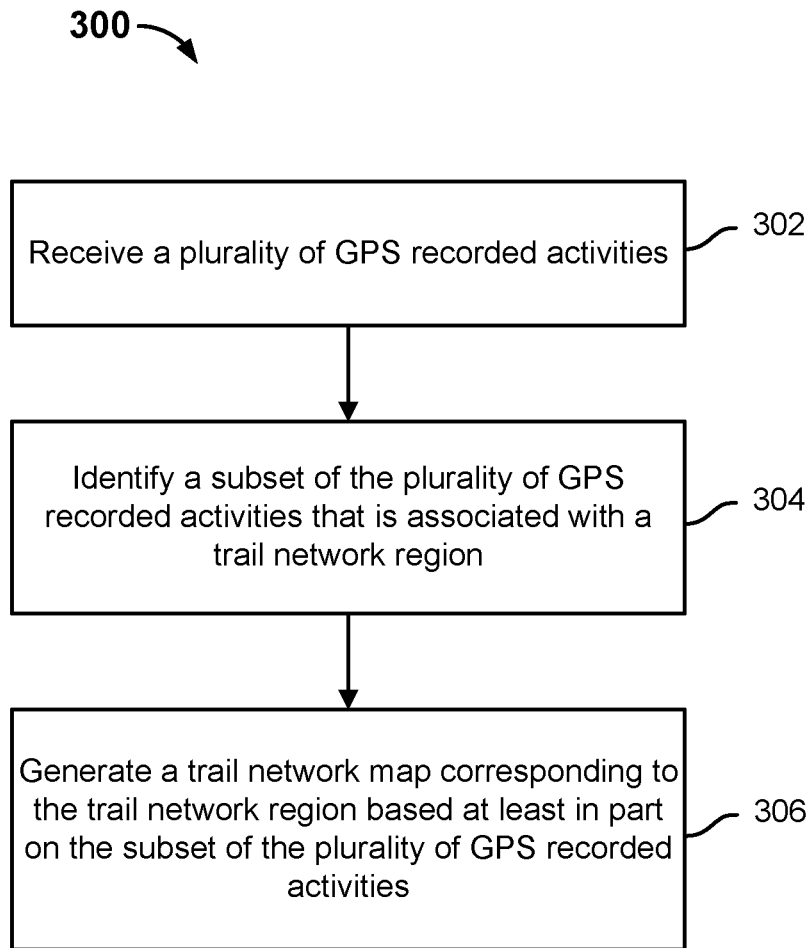 300
Receive a plurality of GPS recorded activities
302
Identify a subset of the plurality of GPS
recorded activities that is associated with a
trail network region
304
Generate a trail network map corresponding to
the trail network region based at least in part
on the subset of the plurality of GPS recorded
activities
306